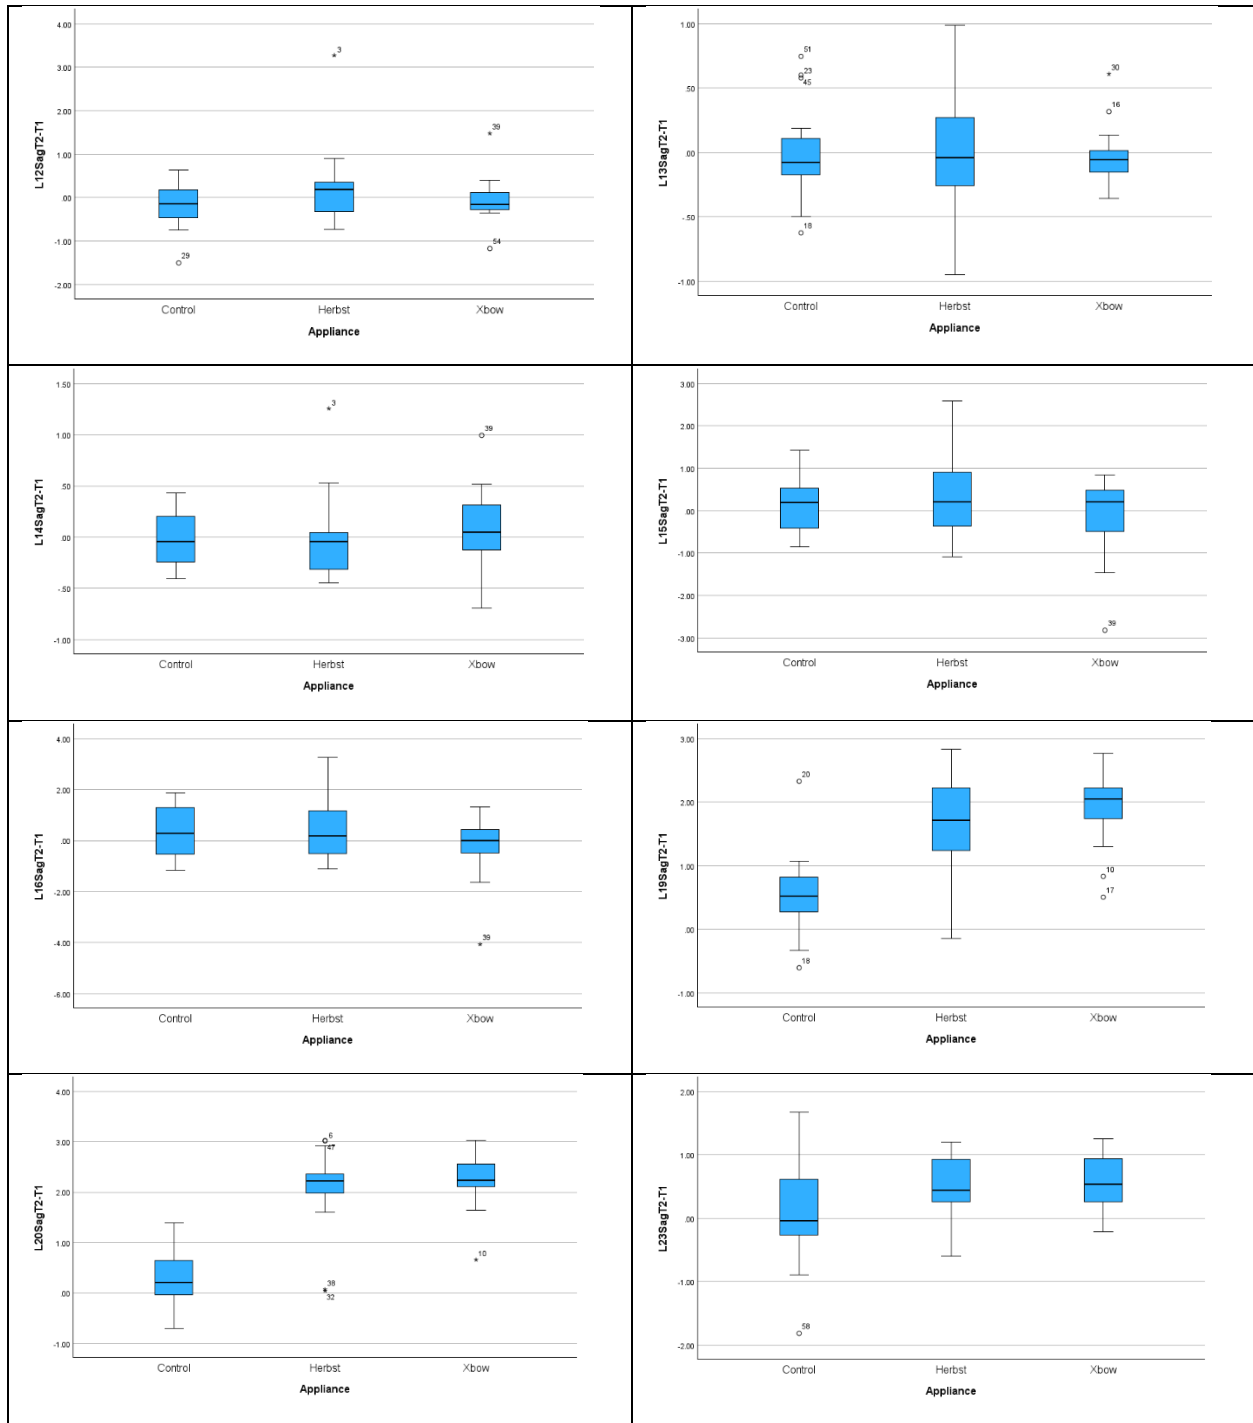 4.00
3.00
2.00
1.00
.00
-1.00
-2.00
L12SagT2-T1
3
39
29
54
Control Herbst Xbow
Appliance
1.00
.50
.00
-.50
-1.00
L13SagT2-T1
51
23
45
18
30
16
Control Herbst Xbow
Appliance
1.50
1.00
.50
.00
-.50
-1.00
L14SagT2-T1
3
39
Control Herbst Xbow
Appliance
3.00
2.00
1.00
.00
-1.00
-2.00
-3.00
L15SagT2-T1
39
Control Herbst Xbow
Appliance
4.00
2.00
.00
-2.00
-4.00
-6.00
L16SagT2-T1
39
Control Herbst Xbow
Appliance
3.00
2.00
1.00
.00
-1.00
L19SagT2-T1
20
18
10
17
Control Herbst Xbow
Appliance
4.00
3.00
2.00
1.00
.00
-1.00
L20SagT2-T1
6
47
38
32
10
Control Herbst Xbow
Appliance
2.00
1.00
.00
-1.00
-2.00
L23SagT2-T1
58
Control Herbst Xbow
Appliance